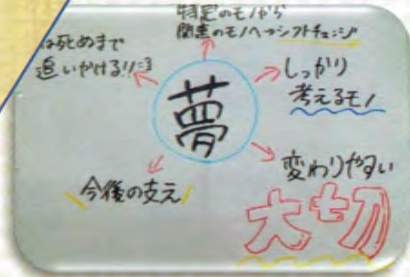 特定のモノから
関連のモノへのシフトチェンジ
は死ぬまで
追いかける!!
しっかり
考えるモノ
夢
変わりやすい
今後の支え
大切